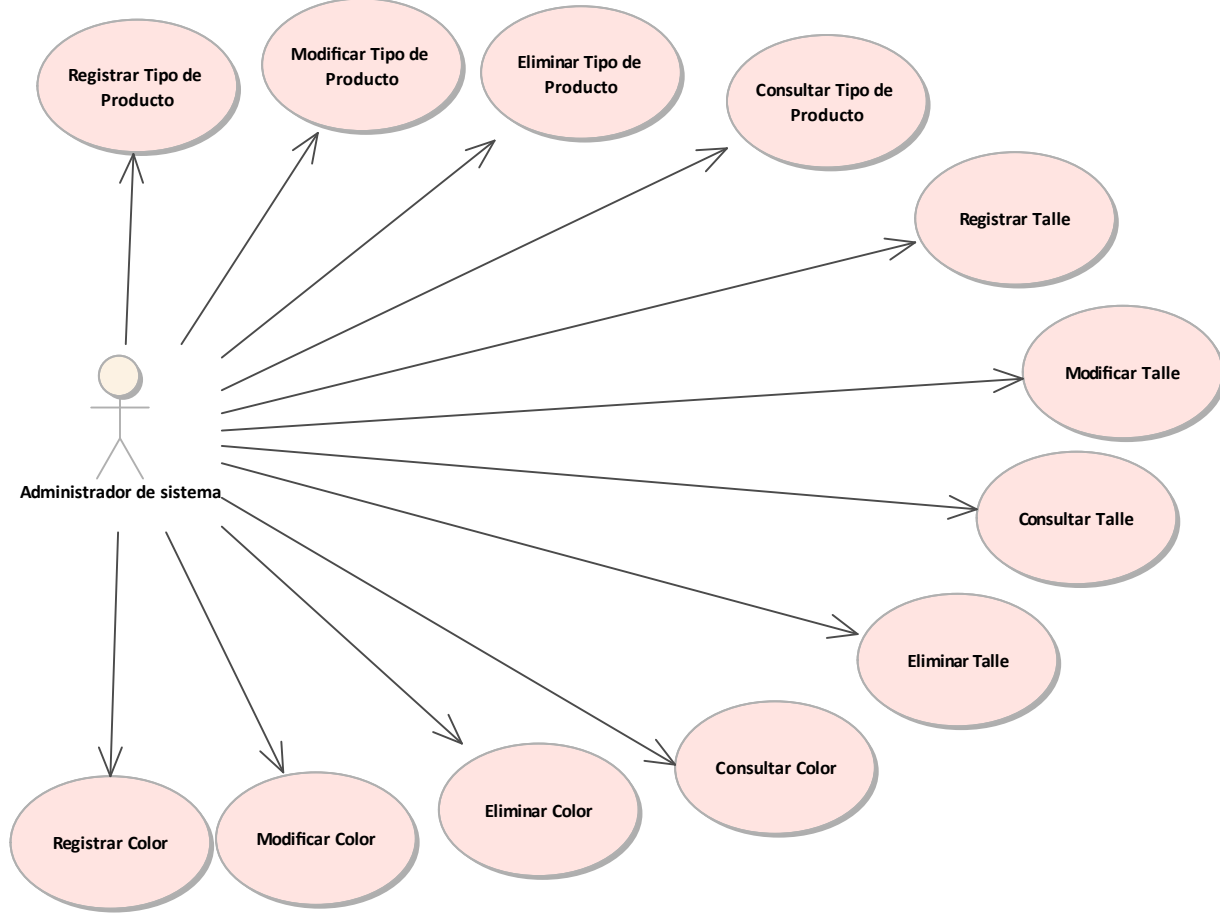 Registrar Tipo de
Producto
Modificar Tipo de
Producto
Eliminar Tipo de
Producto
Consultar Tipo de
Producto
Registrar Talle
Modificar Talle
Administrador de sistema
Consultar Talle
Eliminar Talle
Consultar Color
Eliminar Color
Modificar Color
Registrar Color